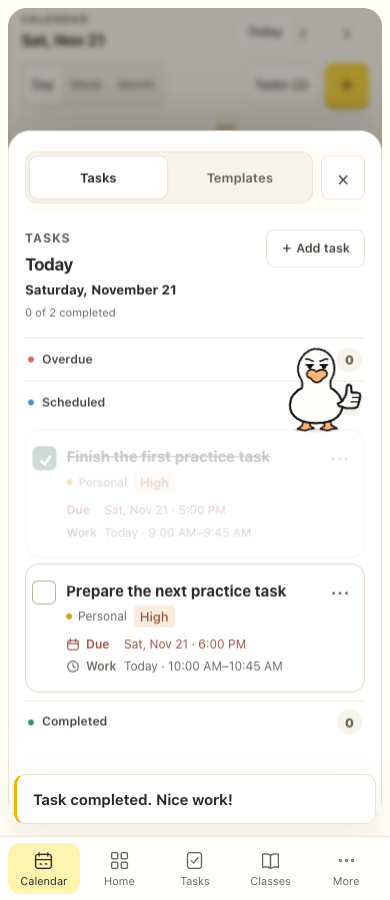 CALENDAR
Sat, Nov 21
Today
Day
Week
Month
Tasks (2)
+
Tasks
Templates
×
TASKS
Today
+ Add task
Saturday, November 21
0 of 2 completed
Overdue
0
Scheduled
Finish the first practice task
Personal
High
Due Sat, Nov 21 · 5:00 PM
Work Today · 9:00 AM–9:45 AM
Prepare the next practice task
Personal
High
Due Sat, Nov 21 · 6:00 PM
Work Today · 10:00 AM–10:45 AM
Completed
0
Task completed. Nice work!
Calendar
Home
Tasks
Classes
More